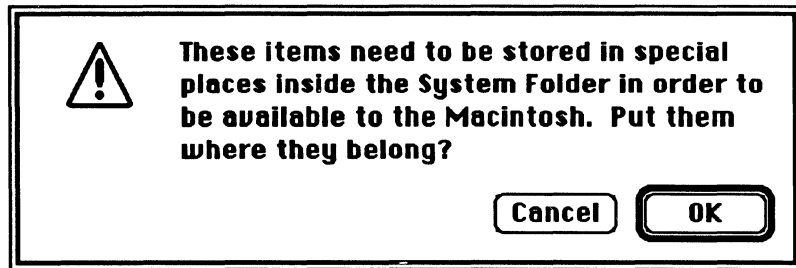 These items need to be stored in special
places inside the System Folder in order to
be available to the Macintosh.  Put them
where they belong?
Cancel OK